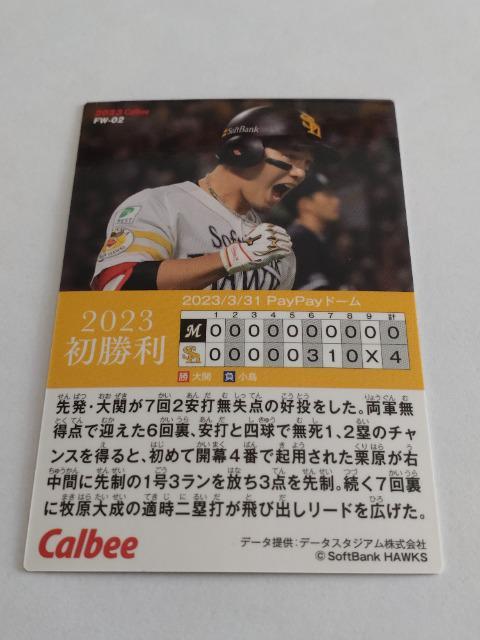 2023 Calbee
FW-02
SoftBank
2023
初勝利
2023/3/31 PayPayドーム
1 2 3 4 5 6 7 8 9 計
M 0 0 0 0 0 0 0 0 0 0
0 0 0 0 0 3 1 0 X 4
勝 大関 負 小島
先発・大関が7回2安打無失点の好投をした。両軍無
得点で迎えた6回裏、安打と四球で無死1、2塁のチャ
ンスを得ると、初めて開幕4番で起用された栗原が右
中間に先制の1号3ランを放ち3点を先制。続く7回裏
に牧原大成の適時二塁打が飛び出しリードを広げた。
Calbee
データ提供：データスタジアム株式会社
© SoftBank HAWKS